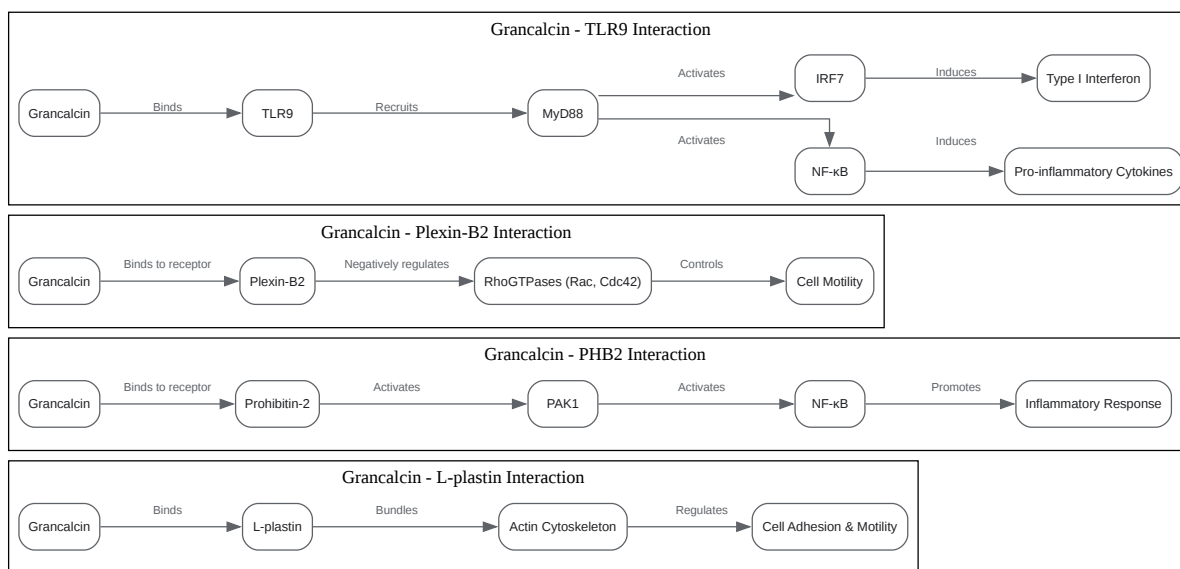 Grancalcin - TLR9 Interaction
Grancalcin
Binds
TLR9
Recruits
MyD88
Activates
IRF7
Induces
Type I Interferon
Activates
NF-κB
Induces
Pro-inflammatory Cytokines
Grancalcin - Plexin-B2 Interaction
Grancalcin
Binds to receptor
Plexin-B2
Negatively regulates
RhoGTPases (Rac, Cdc42)
Controls
Cell Motility
Grancalcin - PHB2 Interaction
Grancalcin
Binds to receptor
Prohibitin-2
Activates
PAK1
Activates
NF-κB
Promotes
Inflammatory Response
Grancalcin - L-plastin Interaction
Grancalcin
Binds
L-plastin
Bundles
Actin Cytoskeleton
Regulates
Cell Adhesion & Motility